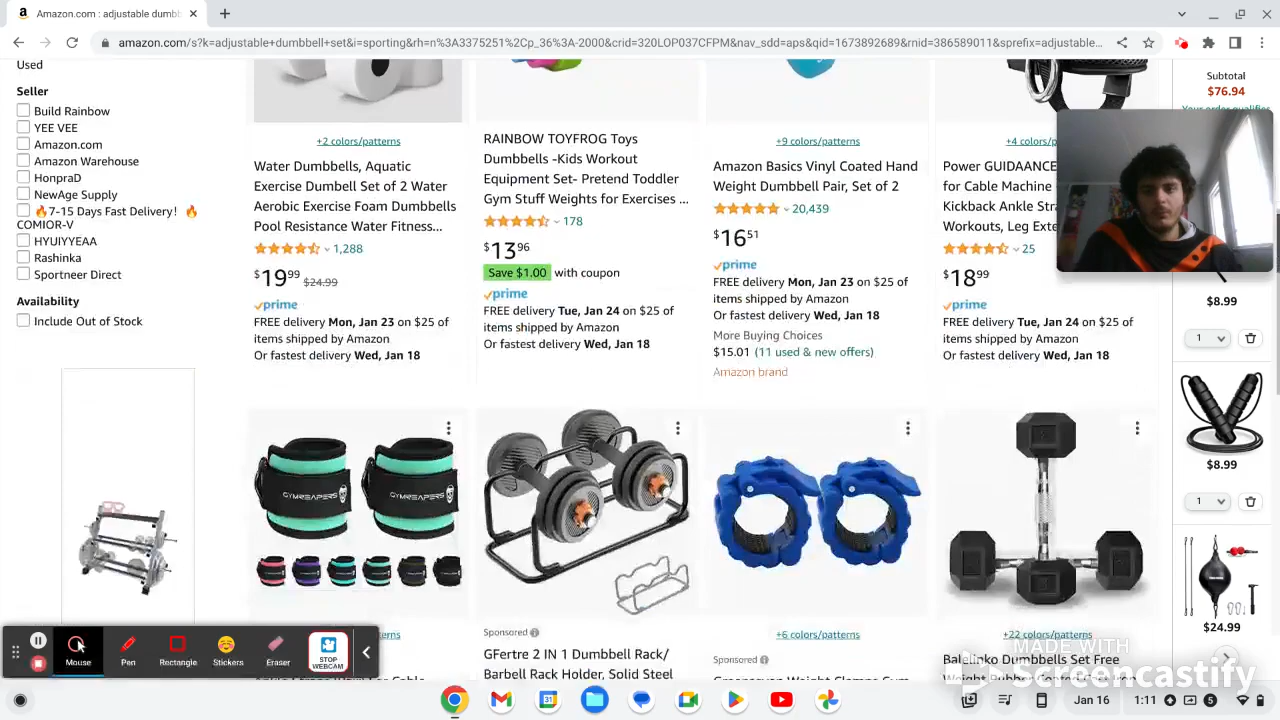 Amazon.com : adjustable dumbb
amazon.com/s?k=adjustable+dumbbell+set&i=sporting&rh=n%3A3375251%2Cp_36%3A-2000&crid=320LOP037CFPM&nav_sdd=aps&qid=1673892689&rnid=386589011&sprefix=adjustable...
Used
Seller
Build Rainbow
YEE VEE
Amazon.com
Amazon Warehouse
HonpraD
NewAge Supply
🔥7-15 Days Fast Delivery! 🔥
COMIOR-V
HYUIYYEAA
Rashinka
Sportneer Direct
Availability
Include Out of Stock
+2 colors/patterns
Water Dumbbells, Aquatic
Exercise Dumbell Set of 2 Water
Aerobic Exercise Foam Dumbbells
Pool Resistance Water Fitness...
1,288
$19 99 $24.99
prime
FREE delivery Mon, Jan 23 on $25 of
items shipped by Amazon
Or fastest delivery Wed, Jan 18
RAINBOW TOYFROG Toys
Dumbbells -Kids Workout
Equipment Set- Pretend Toddler
Gym Stuff Weights for Exercises ...
178
$13 96
Save $1.00 with coupon
prime
FREE delivery Tue, Jan 24 on $25 of
items shipped by Amazon
Or fastest delivery Wed, Jan 18
+9 colors/patterns
Amazon Basics Vinyl Coated Hand
Weight Dumbbell Pair, Set of 2
20,439
$16 51
prime
FREE delivery Mon, Jan 23 on $25 of
items shipped by Amazon
Or fastest delivery Wed, Jan 18
More Buying Choices
$15.01 (11 used & new offers)
Amazon brand
+4 colors/
Power GUIDAANCE
for Cable Machine
Kickback Ankle Stra
Workouts, Leg Exte
25
$18 99
prime
FREE delivery Tue, Jan 24 on $25 of
items shipped by Amazon
Or fastest delivery Wed, Jan 18
Subtotal
$76.94
Your order qualifies
$8.99
1
$8.99
1
$24.99
GYMREAPERS
GYMREAPERS
Sponsored
GFertre 2 IN 1 Dumbbell Rack/
Barbell Rack Holder, Solid Steel
+6 colors/patterns
Sponsored
+22 colors/patterns
Balelinko Dumbbells Set Free
MADE WITH
Screencastify
Mouse
Pen
Rectangle
Stickers
Eraser
STOP
WEBCAM
31
Jan 16
1:11
5